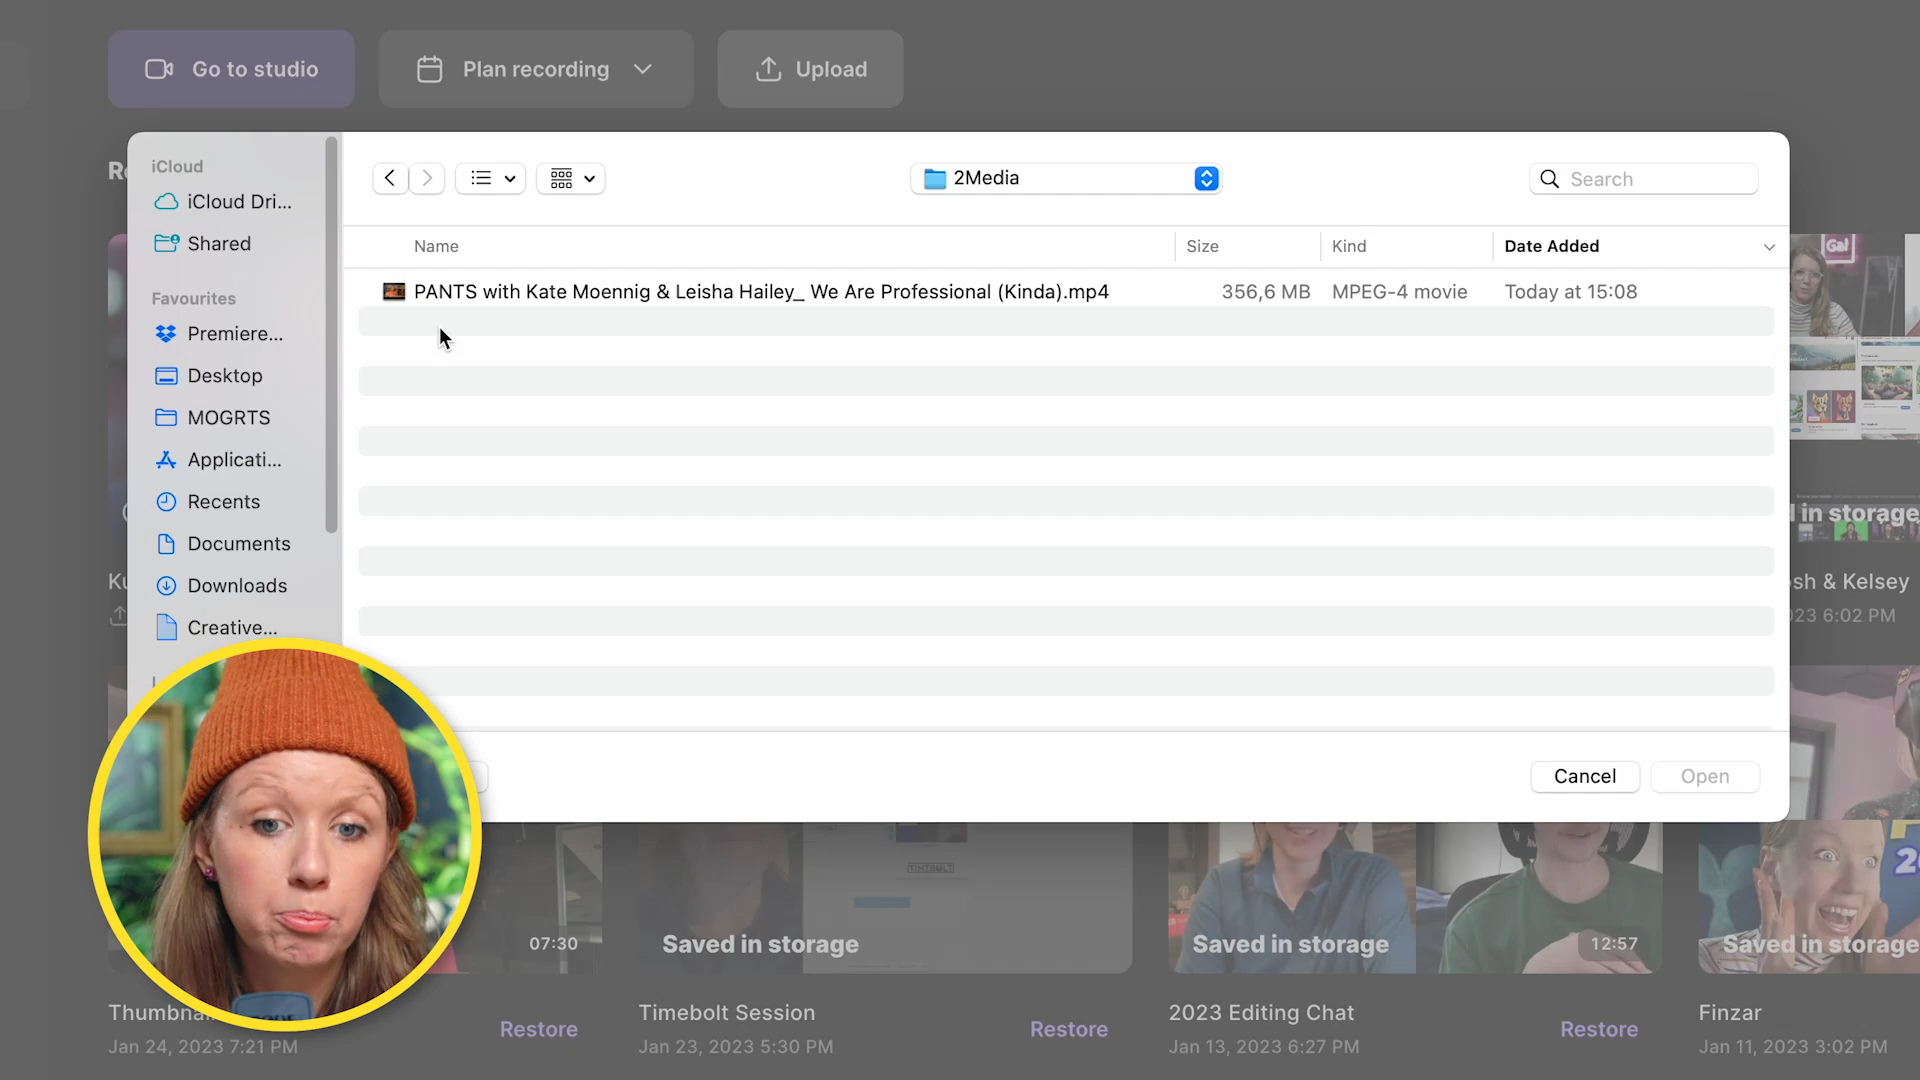 Go to studio
Plan recording
Upload
iCloud
iCloud Dri...
Shared
Favourites
Premiere...
Desktop
MOGRTS
Applicati...
Recents
Documents
Downloads
Creative...
2Media
Search
Name
Size
Kind
Date Added
PANTS with Kate Moennig & Leisha Hailey_ We Are Professional (Kinda).mp4
356,6 MB
MPEG-4 movie
Today at 15:08
Cancel
Open
Gal
in storage
sh & Kelsey
023 6:02 PM
07:30
Saved in storage
TIMEBOLT
Saved in storage
12:57
Saved in storage
Thumbna
Restore
Jan 24, 2023 7:21 PM
Timebolt Session
Restore
Jan 23, 2023 5:30 PM
2023 Editing Chat
Restore
Jan 13, 2023 6:27 PM
Finzar
Jan 11, 2023 3:02 PM